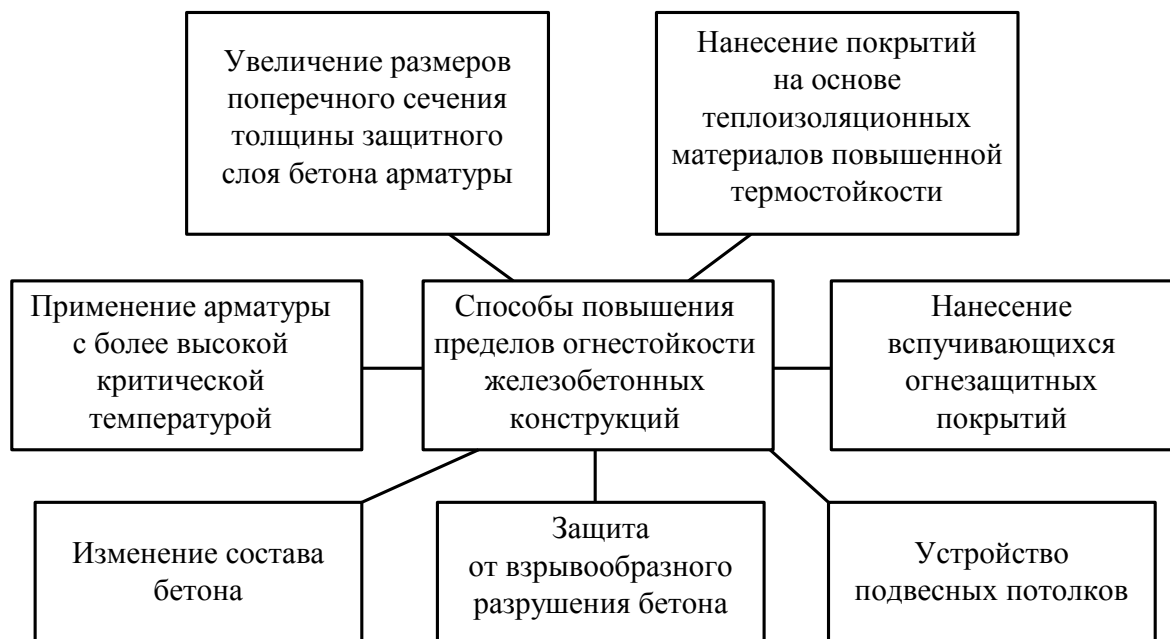 Увеличение размеров
поперечного сечения
толщины защитного
слоя бетона арматуры
Нанесение покрытий
на основе
теплоизоляционных
материалов повышенной
термостойкости
Применение арматуры
с более высокой
критической
температурой
Способы повышения
пределов огнестойкости
железобетонных
конструкций
Нанесение
вспучивающихся
огнезащитных
покрытий
Изменение состава
бетона
Защита
от взрывообразного
разрушения бетона
Устройство
подвесных потолков